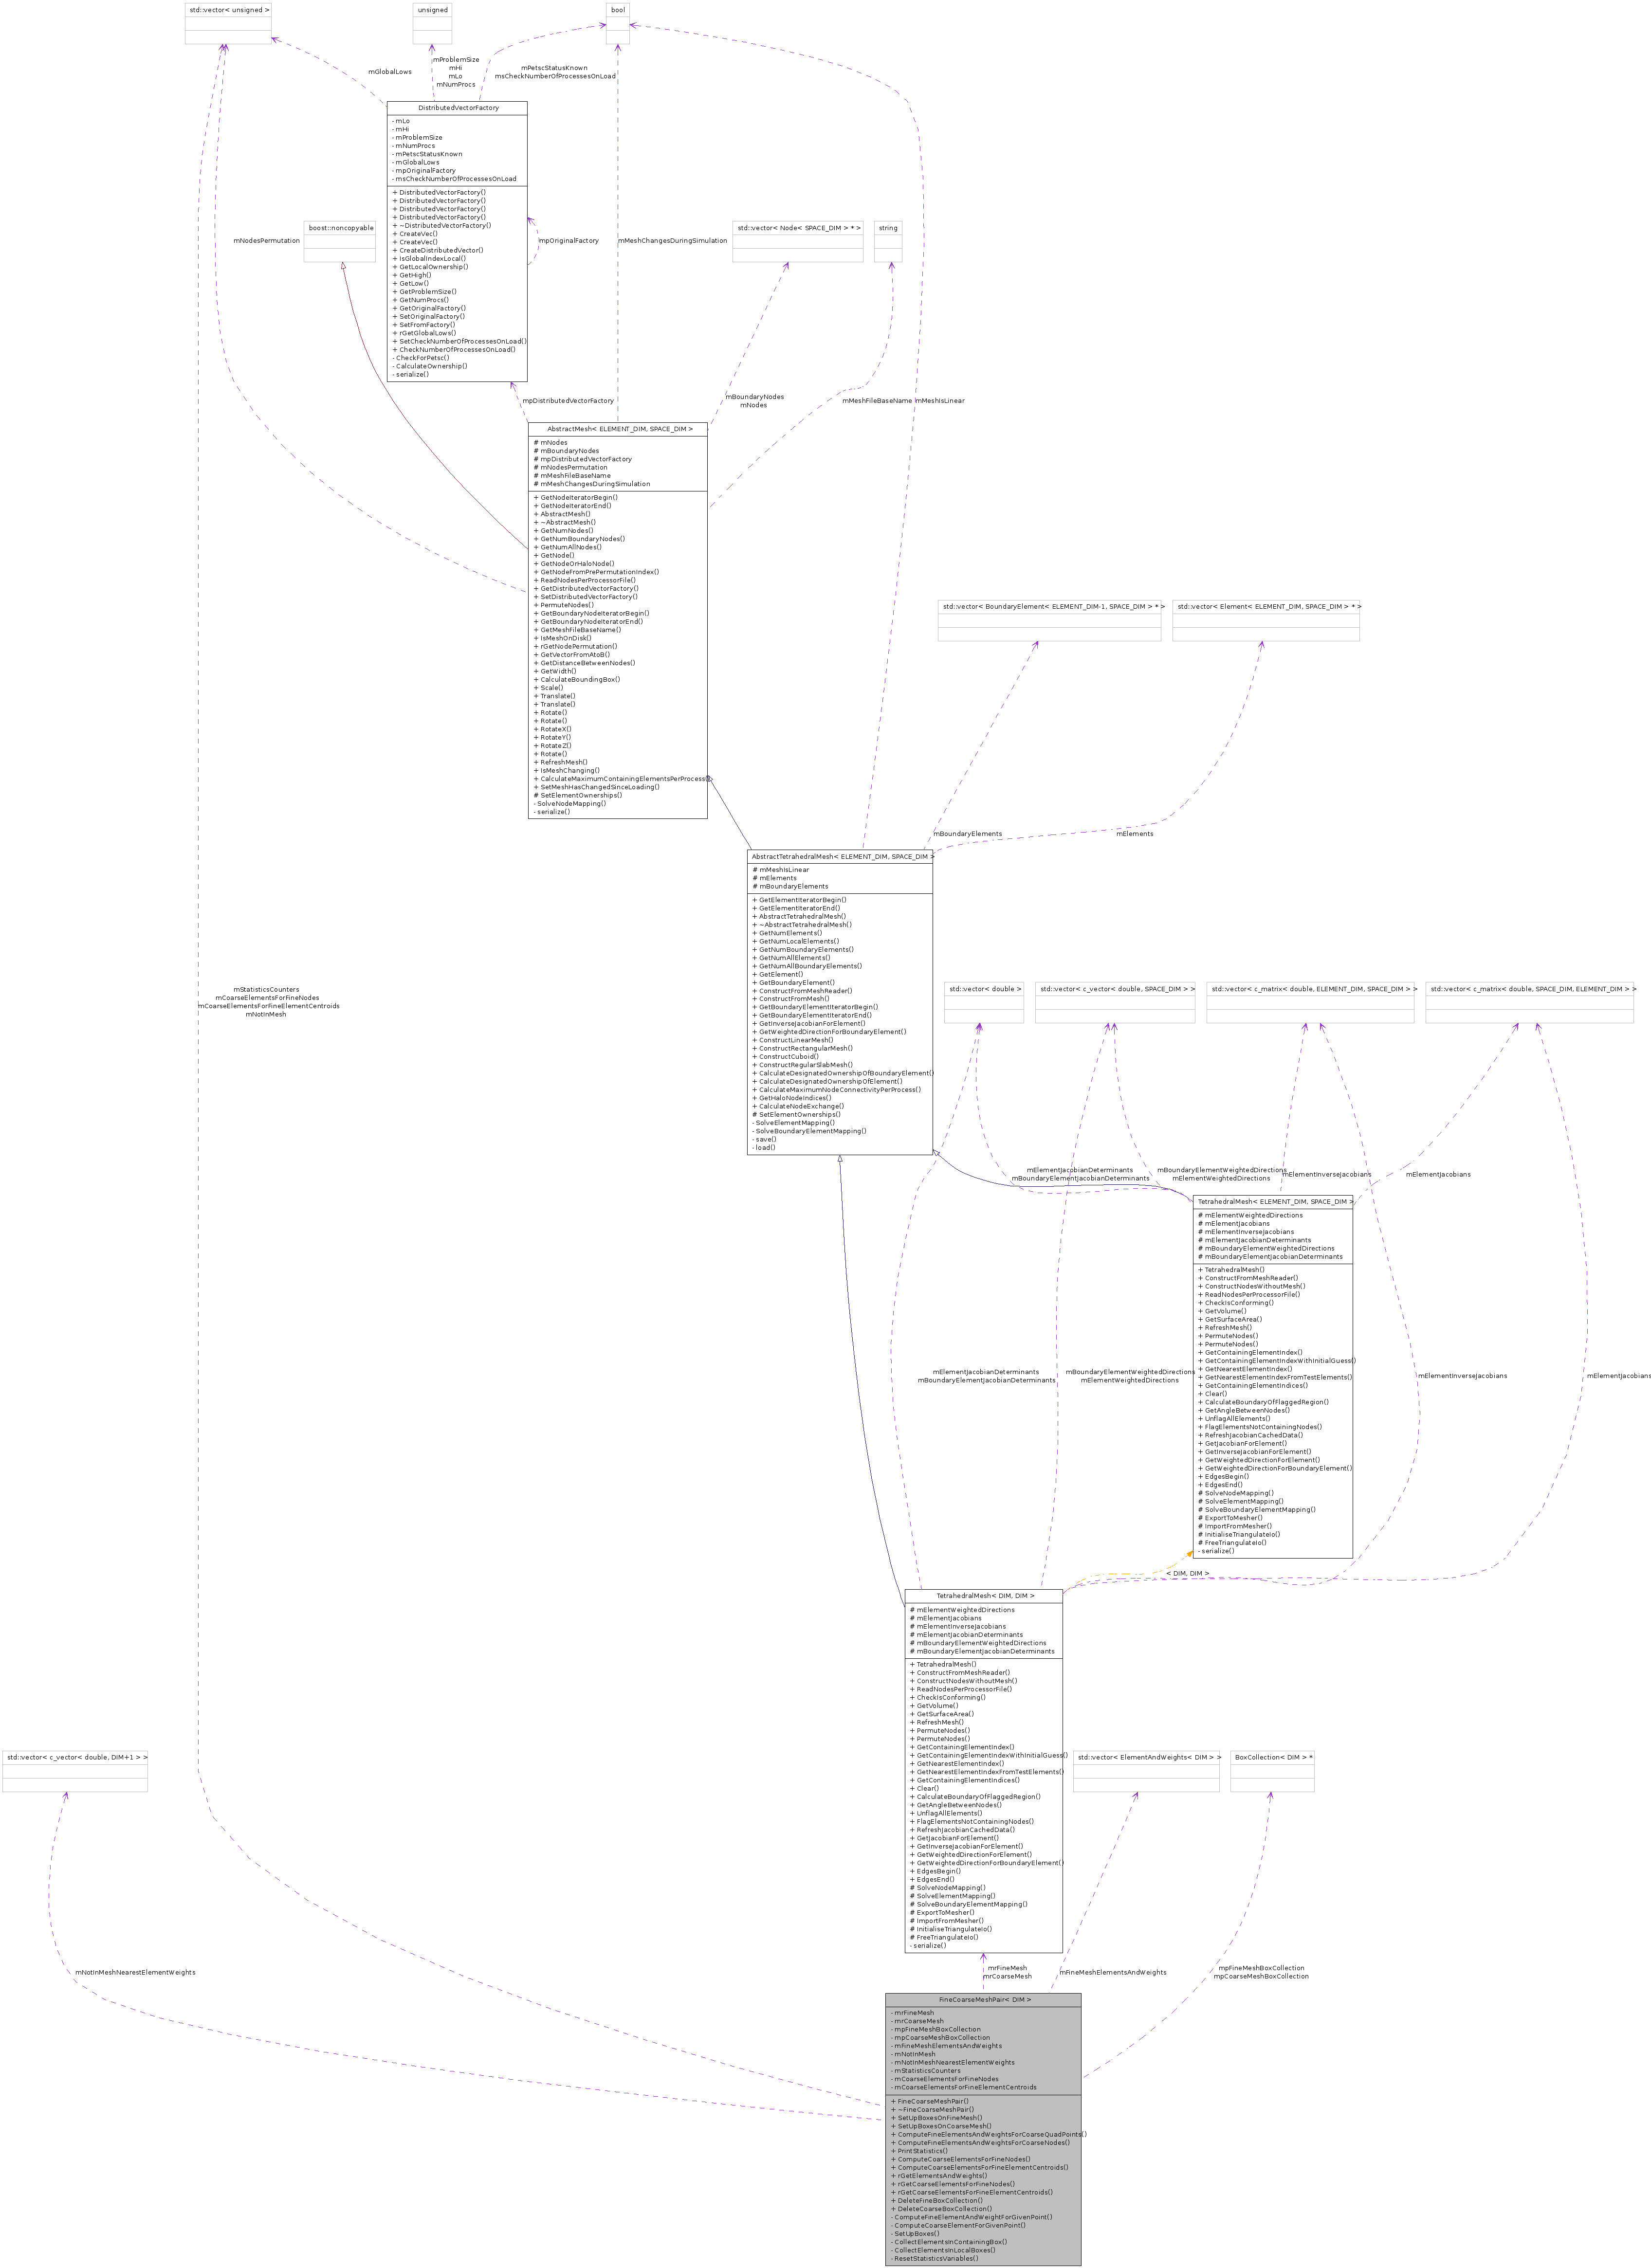 std::vector< unsigned >
unsigned
bool
mGlobalLows
mProblemSize
mHi
mLo
mNumProcs
mPetscStatusKnown
msCheckNumberOfProcessesOnLoad
DistributedVectorFactory
- mLo
- mHi
- mProblemSize
- mNumProcs
- mPetscStatusKnown
- mGlobalLows
- mpOriginalFactory
- msCheckNumberOfProcessesOnLoad
+ DistributedVectorFactory()
+ DistributedVectorFactory()
+ DistributedVectorFactory()
+ DistributedVectorFactory()
+ ~DistributedVectorFactory()
+ CreateVec()
+ CreateVec()
+ CreateDistributedVector()
+ IsGlobalIndexLocal()
+ GetLocalOwnership()
+ GetHigh()
+ GetLow()
+ GetProblemSize()
+ GetNumProcs()
+ GetOriginalFactory()
+ SetOriginalFactory()
+ SetFromFactory()
+ rGetGlobalLows()
+ SetCheckNumberOfProcessesOnLoad()
+ CheckNumberOfProcessesOnLoad()
- CheckForPetsc()
- CalculateOwnership()
- serialize()
boost::noncopyable
std::vector< Node< SPACE_DIM > * >
string
mNodesPermutation
mpOriginalFactory
mMeshChangesDuringSimulation
mpDistributedVectorFactory
mBoundaryNodes
mNodes
mMeshFileBaseName
mMeshIsLinear
AbstractMesh< ELEMENT_DIM, SPACE_DIM >
# mNodes
# mBoundaryNodes
# mpDistributedVectorFactory
# mNodesPermutation
# mMeshFileBaseName
# mMeshChangesDuringSimulation
+ GetNodeIteratorBegin()
+ GetNodeIteratorEnd()
+ AbstractMesh()
+ ~AbstractMesh()
+ GetNumNodes()
+ GetNumBoundaryNodes()
+ GetNumAllNodes()
+ GetNode()
+ GetNodeOrHaloNode()
+ GetNodeFromPrePermutationIndex()
+ ReadNodesPerProcessorFile()
+ GetDistributedVectorFactory()
+ SetDistributedVectorFactory()
+ PermuteNodes()
+ GetBoundaryNodeIteratorBegin()
+ GetBoundaryNodeIteratorEnd()
+ GetMeshFileBaseName()
+ IsMeshOnDisk()
+ rGetNodePermutation()
+ GetVectorFromAtoB()
+ GetDistanceBetweenNodes()
+ GetWidth()
+ CalculateBoundingBox()
+ Scale()
+ Translate()
+ Translate()
+ Rotate()
+ Rotate()
+ RotateX()
+ RotateY()
+ RotateZ()
+ Rotate()
+ RefreshMesh()
+ IsMeshChanging()
+ CalculateMaximumContainingElementsPerProcess()
+ SetMeshHasChangedSinceLoading()
# SetElementOwnerships()
- SolveNodeMapping()
- serialize()
std::vector< BoundaryElement< ELEMENT_DIM-1, SPACE_DIM > * >
std::vector< Element< ELEMENT_DIM, SPACE_DIM > * >
mBoundaryElements
mElements
AbstractTetrahedralMesh< ELEMENT_DIM, SPACE_DIM >
# mMeshIsLinear
# mElements
# mBoundaryElements
+ GetElementIteratorBegin()
+ GetElementIteratorEnd()
+ AbstractTetrahedralMesh()
+ ~AbstractTetrahedralMesh()
+ GetNumElements()
+ GetNumLocalElements()
+ GetNumBoundaryElements()
+ GetNumAllElements()
+ GetNumAllBoundaryElements()
+ GetElement()
+ GetBoundaryElement()
+ ConstructFromMeshReader()
+ ConstructFromMesh()
+ GetBoundaryElementIteratorBegin()
+ GetBoundaryElementIteratorEnd()
+ GetInverseJacobianForElement()
+ GetWeightedDirectionForBoundaryElement()
+ ConstructLinearMesh()
+ ConstructRectangularMesh()
+ ConstructCuboid()
+ ConstructRegularSlabMesh()
+ CalculateDesignatedOwnershipOfBoundaryElement()
+ CalculateDesignatedOwnershipOfElement()
+ CalculateMaximumNodeConnectivityPerProcess()
+ GetHaloNodeIndices()
+ CalculateNodeExchange()
# SetElementOwnerships()
- SolveElementMapping()
- SolveBoundaryElementMapping()
- save()
- load()
mStatisticsCounters
mCoarseElementsForFineNodes
mCoarseElementsForFineElementCentroids
mNotInMesh
std::vector< double >
std::vector< c_vector< double, SPACE_DIM > >
std::vector< c_matrix< double, ELEMENT_DIM, SPACE_DIM > >
std::vector< c_matrix< double, SPACE_DIM, ELEMENT_DIM > >
mElementJacobianDeterminants
mBoundaryElementJacobianDeterminants
mBoundaryElementWeightedDirections
mElementWeightedDirections
mElementInverseJacobians
mElementJacobians
TetrahedralMesh< ELEMENT_DIM, SPACE_DIM >
# mElementWeightedDirections
# mElementJacobians
# mElementInverseJacobians
# mElementJacobianDeterminants
# mBoundaryElementWeightedDirections
# mBoundaryElementJacobianDeterminants
+ TetrahedralMesh()
+ ConstructFromMeshReader()
+ ConstructNodesWithoutMesh()
+ ReadNodesPerProcessorFile()
+ CheckIsConforming()
+ GetVolume()
+ GetSurfaceArea()
+ RefreshMesh()
+ PermuteNodes()
+ PermuteNodes()
+ GetContainingElementIndex()
+ GetContainingElementIndexWithInitialGuess()
+ GetNearestElementIndex()
+ GetNearestElementIndexFromTestElements()
+ GetContainingElementIndices()
+ Clear()
+ CalculateBoundaryOfFlaggedRegion()
+ GetAngleBetweenNodes()
+ UnflagAllElements()
+ FlagElementsNotContainingNodes()
+ RefreshJacobianCachedData()
+ GetJacobianForElement()
+ GetInverseJacobianForElement()
+ GetWeightedDirectionForElement()
+ GetWeightedDirectionForBoundaryElement()
+ EdgesBegin()
+ EdgesEnd()
# SolveNodeMapping()
# SolveElementMapping()
# SolveBoundaryElementMapping()
# ExportToMesher()
# ImportFromMesher()
# InitialiseTriangulateIo()
# FreeTriangulateIo()
- serialize()
mElementJacobianDeterminants
mBoundaryElementJacobianDeterminants
mBoundaryElementWeightedDirections
mElementWeightedDirections
mElementInverseJacobians
mElementJacobians
< DIM, DIM >
TetrahedralMesh< DIM, DIM >
# mElementWeightedDirections
# mElementJacobians
# mElementInverseJacobians
# mElementJacobianDeterminants
# mBoundaryElementWeightedDirections
# mBoundaryElementJacobianDeterminants
+ TetrahedralMesh()
+ ConstructFromMeshReader()
+ ConstructNodesWithoutMesh()
+ ReadNodesPerProcessorFile()
+ CheckIsConforming()
+ GetVolume()
+ GetSurfaceArea()
+ RefreshMesh()
+ PermuteNodes()
+ PermuteNodes()
+ GetContainingElementIndex()
+ GetContainingElementIndexWithInitialGuess()
+ GetNearestElementIndex()
+ GetNearestElementIndexFromTestElements()
+ GetContainingElementIndices()
+ Clear()
+ CalculateBoundaryOfFlaggedRegion()
+ GetAngleBetweenNodes()
+ UnflagAllElements()
+ FlagElementsNotContainingNodes()
+ RefreshJacobianCachedData()
+ GetJacobianForElement()
+ GetInverseJacobianForElement()
+ GetWeightedDirectionForElement()
+ GetWeightedDirectionForBoundaryElement()
+ EdgesBegin()
+ EdgesEnd()
# SolveNodeMapping()
# SolveElementMapping()
# SolveBoundaryElementMapping()
# ExportToMesher()
# ImportFromMesher()
# InitialiseTriangulateIo()
# FreeTriangulateIo()
- serialize()
std::vector< c_vector< double, DIM+1 > >
std::vector< ElementAndWeights< DIM > >
BoxCollection< DIM > *
mNotInMeshNearestElementWeights
mrFineMesh
mrCoarseMesh
mFineMeshElementsAndWeights
mpFineMeshBoxCollection
mpCoarseMeshBoxCollection
FineCoarseMeshPair< DIM >
- mrFineMesh
- mrCoarseMesh
- mpFineMeshBoxCollection
- mpCoarseMeshBoxCollection
- mFineMeshElementsAndWeights
- mNotInMesh
- mNotInMeshNearestElementWeights
- mStatisticsCounters
- mCoarseElementsForFineNodes
- mCoarseElementsForFineElementCentroids
+ FineCoarseMeshPair()
+ ~FineCoarseMeshPair()
+ SetUpBoxesOnFineMesh()
+ SetUpBoxesOnCoarseMesh()
+ ComputeFineElementsAndWeightsForCoarseQuadPoints()
+ ComputeFineElementsAndWeightsForCoarseNodes()
+ PrintStatistics()
+ ComputeCoarseElementsForFineNodes()
+ ComputeCoarseElementsForFineElementCentroids()
+ rGetElementsAndWeights()
+ rGetCoarseElementsForFineNodes()
+ rGetCoarseElementsForFineElementCentroids()
+ DeleteFineBoxCollection()
+ DeleteCoarseBoxCollection()
- ComputeFineElementAndWeightForGivenPoint()
- ComputeCoarseElementForGivenPoint()
- SetUpBoxes()
- CollectElementsInContainingBox()
- CollectElementsInLocalBoxes()
- ResetStatisticsVariables()